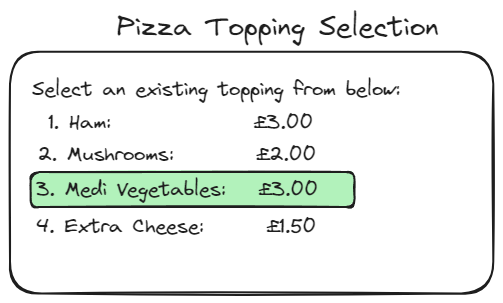 Pizza Topping Selection
Select an existing topping from below:
1. Ham: £3.00
2. Mushrooms: £2.00
3. Medi Vegetables: £3.00
4. Extra Cheese: £1.50